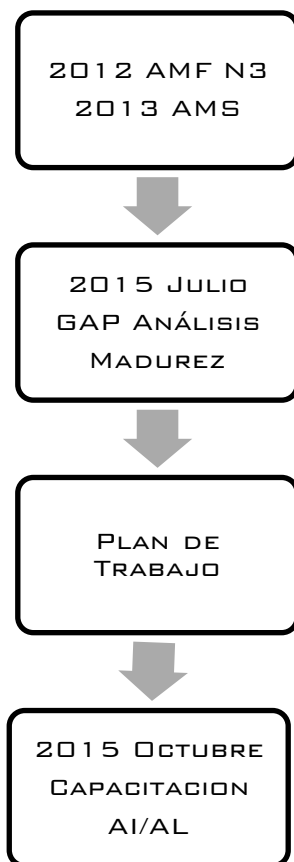 2012 AMF N3
2013 AMS
2015 Julio
GAP Análisis
Madurez
Plan de
Trabajo
2015 Octubre
Capacitacion
AI/AL